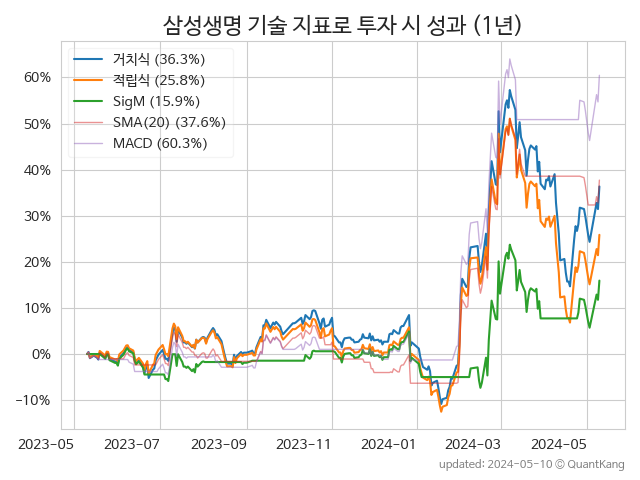 삼성생명 기술 지표로 투자 시 성과 (1년)
거치식 (36.3%)
적립식 (25.8%)
SigM (15.9%)
SMA(20) (37.6%)
MACD (60.3%)
60%
50%
40%
30%
20%
10%
0%
−10%
2023-05 2023-07 2023-09 2023-11 2024-01 2024-03 2024-05
updated: 2024-05-10 © QuantKang